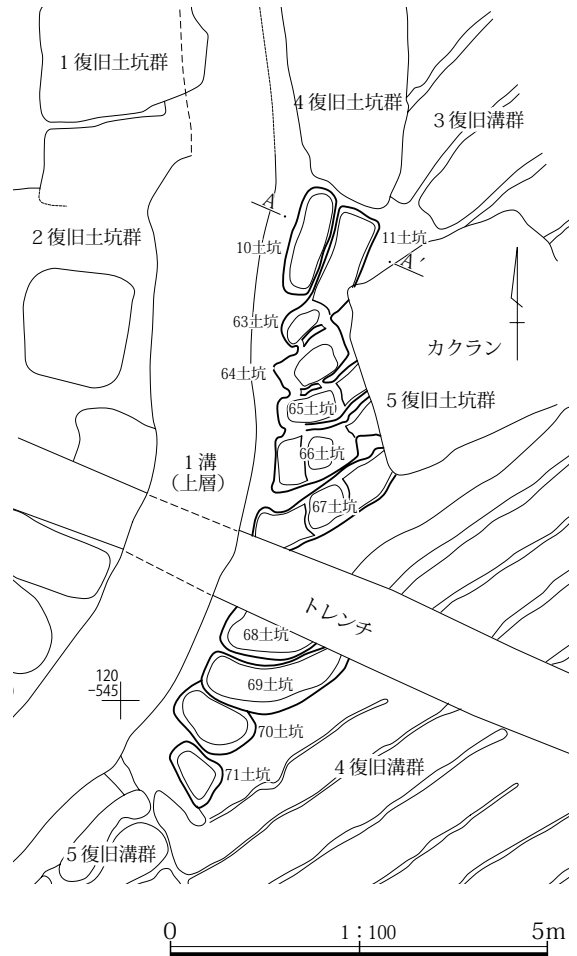 1復旧土坑群
4復旧土坑群
3復旧溝群
A
2復旧土坑群
10土坑
11土坑
A´
63土坑
カクラン
64土坑
5復旧土坑群
65土坑
66土坑
1溝
(上層)
67土坑
トレンチ
68土坑
120
-545
69土坑
70土坑
71土坑
4復旧溝群
5復旧溝群
0
1：100
5m